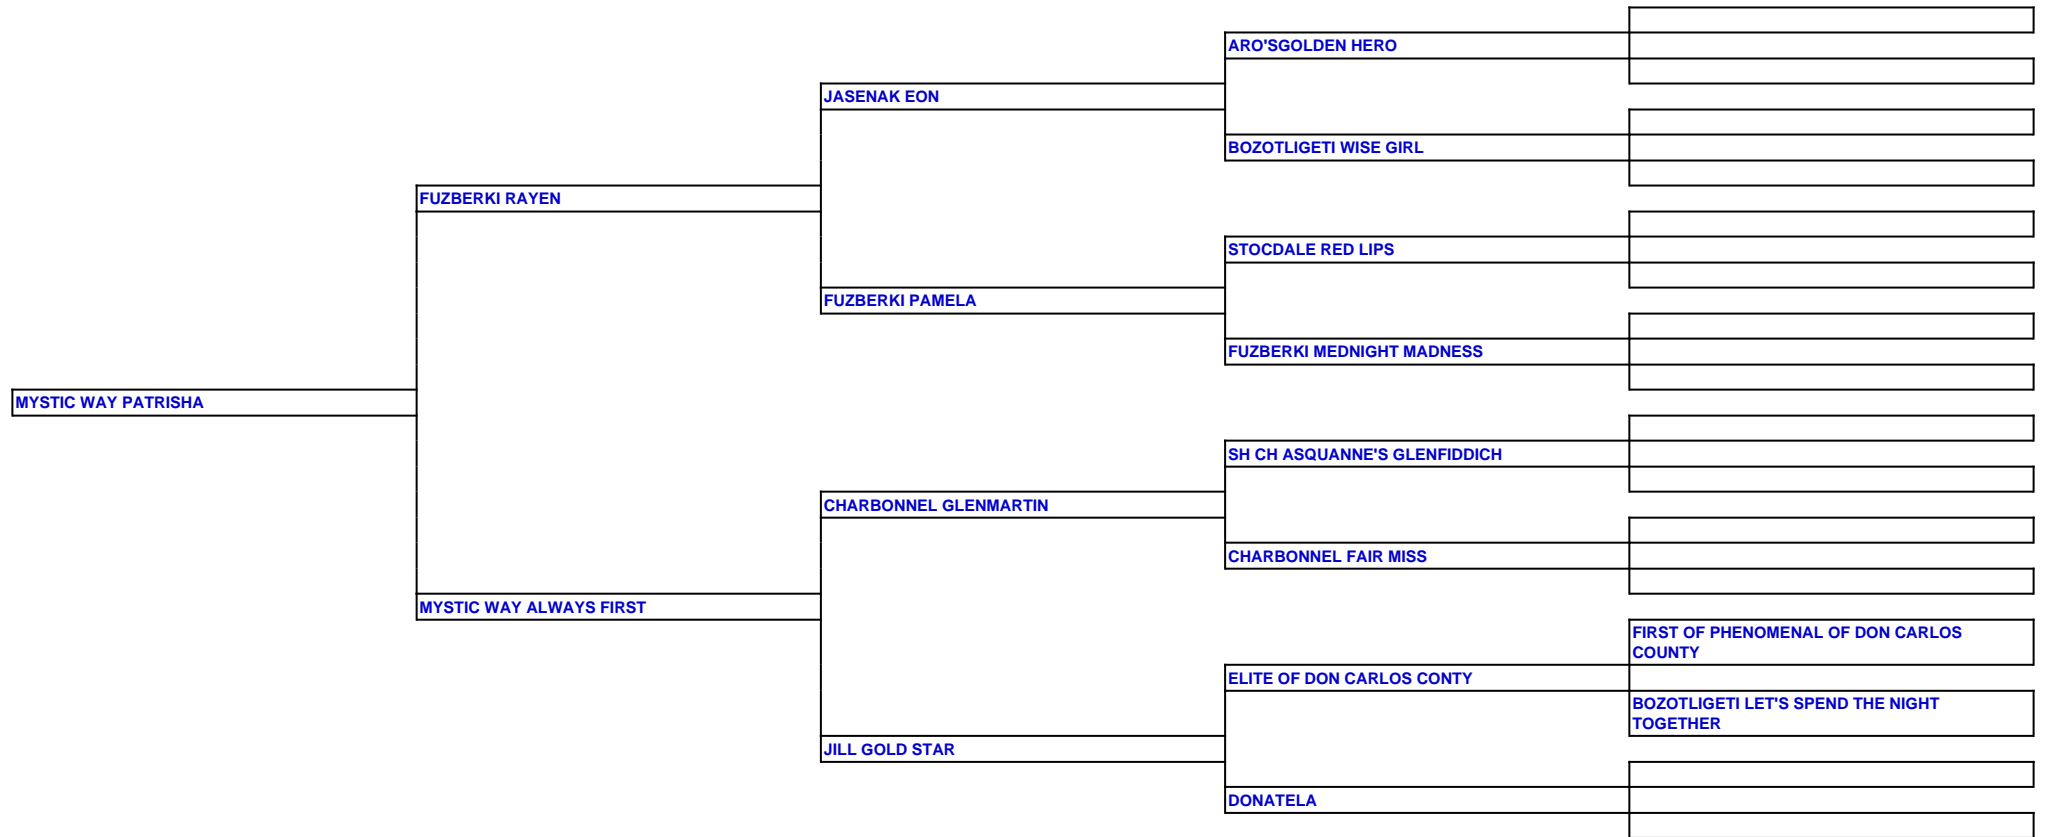 ARO'SGOLDEN HERO
JASENAK EON
BOZOTLIGETI WISE GIRL
FUZBERKI RAYEN
STOCDALE RED LIPS
FUZBERKI PAMELA
FUZBERKI MEDNIGHT MADNESS
MYSTIC WAY PATRISHA
SH CH ASQUANNE'S GLENFIDDICH
CHARBONNEL GLENMARTIN
CHARBONNEL FAIR MISS
MYSTIC WAY ALWAYS FIRST
FIRST OF PHENOMENAL OF DON CARLOS
COUNTY
ELITE OF DON CARLOS CONTY
BOZOTLIGETI LET'S SPEND THE NIGHT
TOGETHER
JILL GOLD STAR
DONATELA